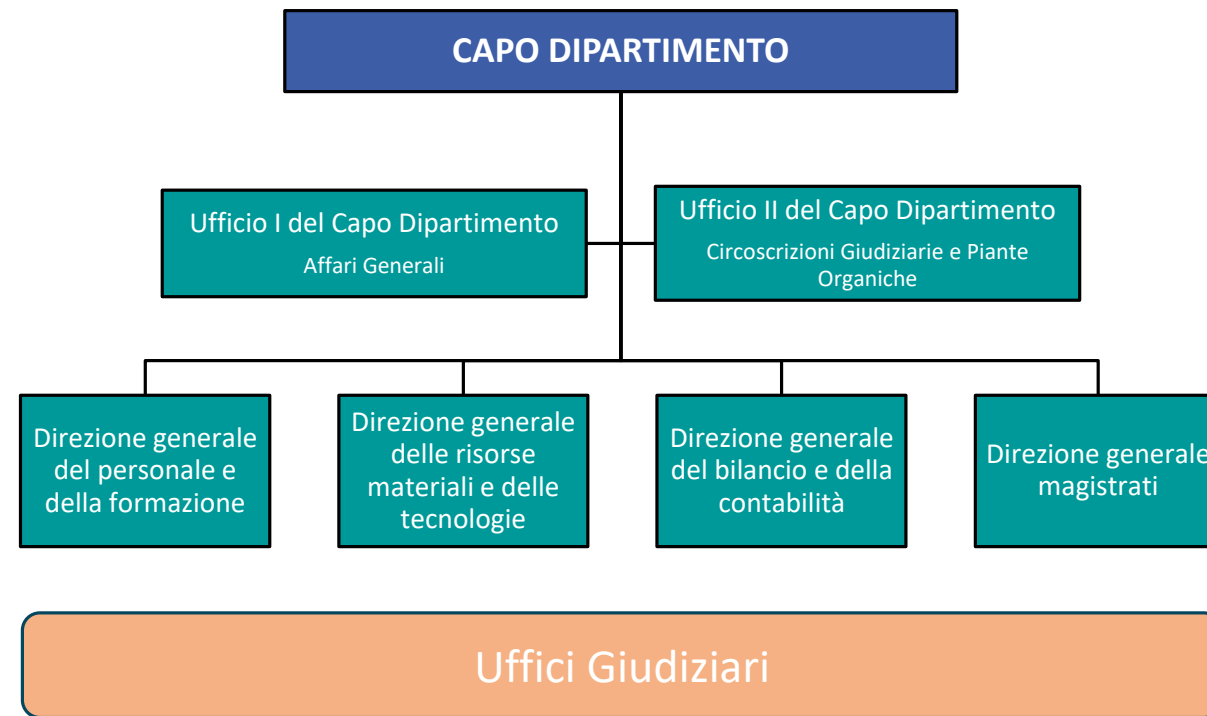 CAPO DIPARTIMENTO
Ufficio I del Capo Dipartimento
Affari Generali
Ufficio II del Capo Dipartimento
Circoscrizioni Giudiziarie e Piante
Organiche
Direzione generale
del personale e
della formazione
Direzione generale
delle risorse
materiali e delle
tecnologie
Direzione generale
del bilancio e della
contabilità
Direzione generale
magistrati
Uffici Giudiziari